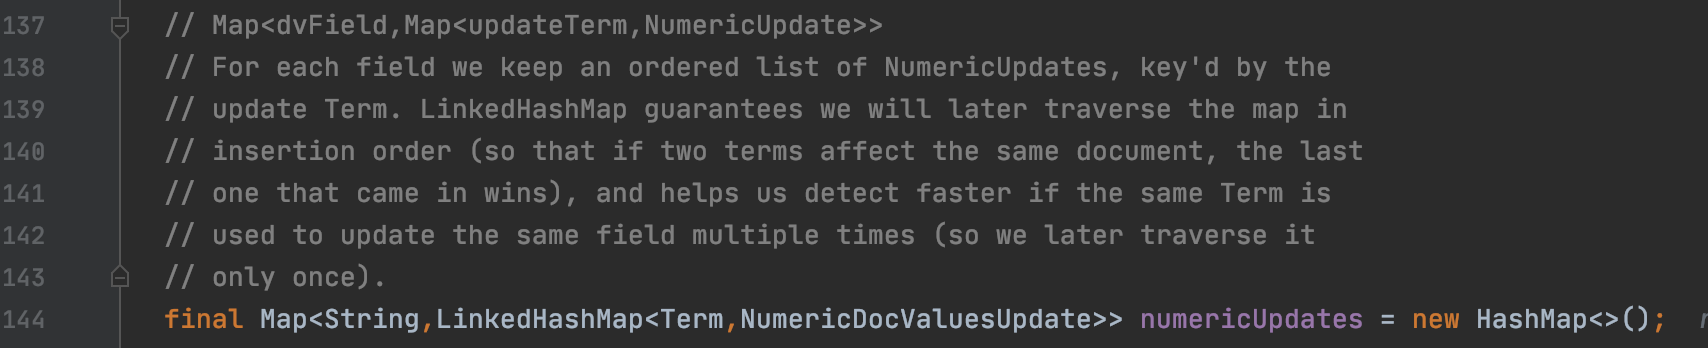 137 // Map<dvField,Map<updateTerm,NumericUpdate>>
138 // For each field we keep an ordered list of NumericUpdates, key'd by the
139 // update Term. LinkedHashMap guarantees we will later traverse the map in
140 // insertion order (so that if two terms affect the same document, the last
141 // one that came in wins), and helps us detect faster if the same Term is
142 // used to update the same field multiple times (so we later traverse it
143 // only once).
144 final Map<String,LinkedHashMap<Term,NumericDocValuesUpdate>> numericUpdates = new HashMap<>();